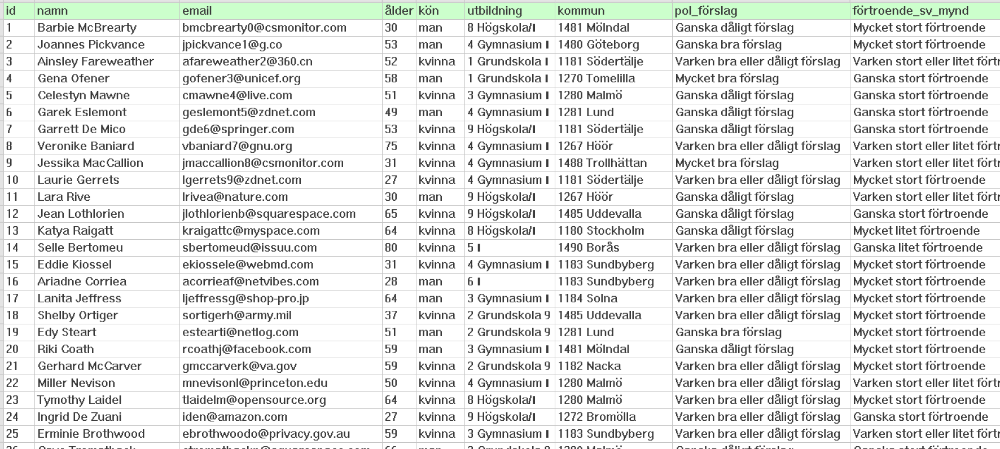 id namn email ålder kön utbildning kommun pol_förslag förtroende_sv_mynd
1 Barbie McBrearty bmcbrearty0@csmonitor.com 30 man 8 Högskola/ 1481 Mölndal Ganska dåligt förslag Mycket stort förtroende
2 Joannes Pickvance jpickvance1@g.co 53 man 4 Gymnasium 1480 Göteborg Ganska bra förslag Mycket stort förtroende
3 Ainsley Fareweather afareweather2@360.cn 52 kvinna 1 Grundskola 1181 Södertälje Varken bra eller dåligt förslag Varken stort eller litet förtr
4 Gena Ofener gofener3@unicef.org 58 man 1 Grundskola 1270 Tomelilla Mycket bra förslag Ganska stort förtroende
5 Celestyn Mawne cmawne4@live.com 51 kvinna 3 Gymnasium 1280 Malmö Ganska dåligt förslag Ganska stort förtroende
6 Garek Eslemont geslemont5@zdnet.com 49 man 4 Gymnasium 1281 Lund Ganska dåligt förslag Ganska stort förtroende
7 Garrett De Mico gde6@springer.com 53 kvinna 9 Högskola/ 1181 Södertälje Ganska dåligt förslag Ganska stort förtroende
8 Veronike Baniard vbaniard7@gnu.org 75 kvinna 4 Gymnasium 1267 Höör Varken bra eller dåligt förslag Varken stort eller litet förtr
9 Jessika MacCallion jmaccallion8@csmonitor.com 31 kvinna 4 Gymnasium 1488 Trollhättan Mycket bra förslag Varken stort eller litet förtr
10 Laurie Gerrets lgerrets9@zdnet.com 27 kvinna 4 Gymnasium 1181 Södertälje Varken bra eller dåligt förslag Mycket stort förtroende
11 Lara Rive lrivea@nature.com 30 man 9 Högskola/ 1267 Höör Ganska dåligt förslag Varken stort eller litet förtr
12 Jean Lothlorien jlothlorienb@squarespace.com 65 kvinna 9 Högskola/ 1485 Uddevalla Ganska dåligt förslag Ganska stort förtroende
13 Katya Raigatt kraigattc@myspace.com 64 kvinna 8 Högskola/ 1180 Stockholm Ganska dåligt förslag Mycket litet förtroende
14 Selle Bertomeu sbertomeud@issuu.com 80 kvinna 5 1490 Borås Varken bra eller dåligt förslag Ganska litet förtroende
15 Eddie Kiossel ekiossele@webmd.com 31 kvinna 4 Gymnasium 1183 Sundbyberg Varken bra eller dåligt förslag Mycket stort förtroende
16 Ariadne Corriea acorrieaf@netvibes.com 28 man 6 1183 Sundbyberg Varken bra eller dåligt förslag Mycket stort förtroende
17 Lanita Jeffress ljeffressg@shop-pro.jp 64 man 3 Gymnasium 1184 Solna Varken bra eller dåligt förslag Mycket stort förtroende
18 Shelby Ortiger sortigerh@army.mil 37 kvinna 2 Grundskola 9 1485 Uddevalla Varken bra eller dåligt förslag Mycket stort förtroende
19 Edy Steart estearti@netlog.com 51 man 2 Grundskola 9 1281 Lund Ganska bra förslag Mycket stort förtroende
20 Riki Coath rcoathj@facebook.com 59 man 3 Gymnasium 1481 Mölndal Ganska dåligt förslag Mycket stort förtroende
21 Gerhard McCarver gmccarverk@va.gov 59 kvinna 2 Grundskola 9 1182 Nacka Varken bra eller dåligt förslag Mycket stort förtroende
22 Miller Nevison mnevisonl@princeton.edu 50 kvinna 4 Gymnasium 1280 Malmö Varken bra eller dåligt förslag Varken stort eller litet förtr
23 Tymothy Laidel tlaidelm@opensource.org 64 kvinna 8 Högskola/ 1280 Malmö Varken bra eller dåligt förslag Mycket stort förtroende
24 Ingrid De Zuani iden@amazon.com 27 kvinna 9 Högskola/ 1272 Bromölla Varken bra eller dåligt förslag Ganska stort förtroende
25 Erminie Brothwood ebrothwoodo@privacy.gov.au 59 kvinna 3 Gymnasium 1183 Sundbyberg Varken bra eller dåligt förslag Varken stort eller litet förtr